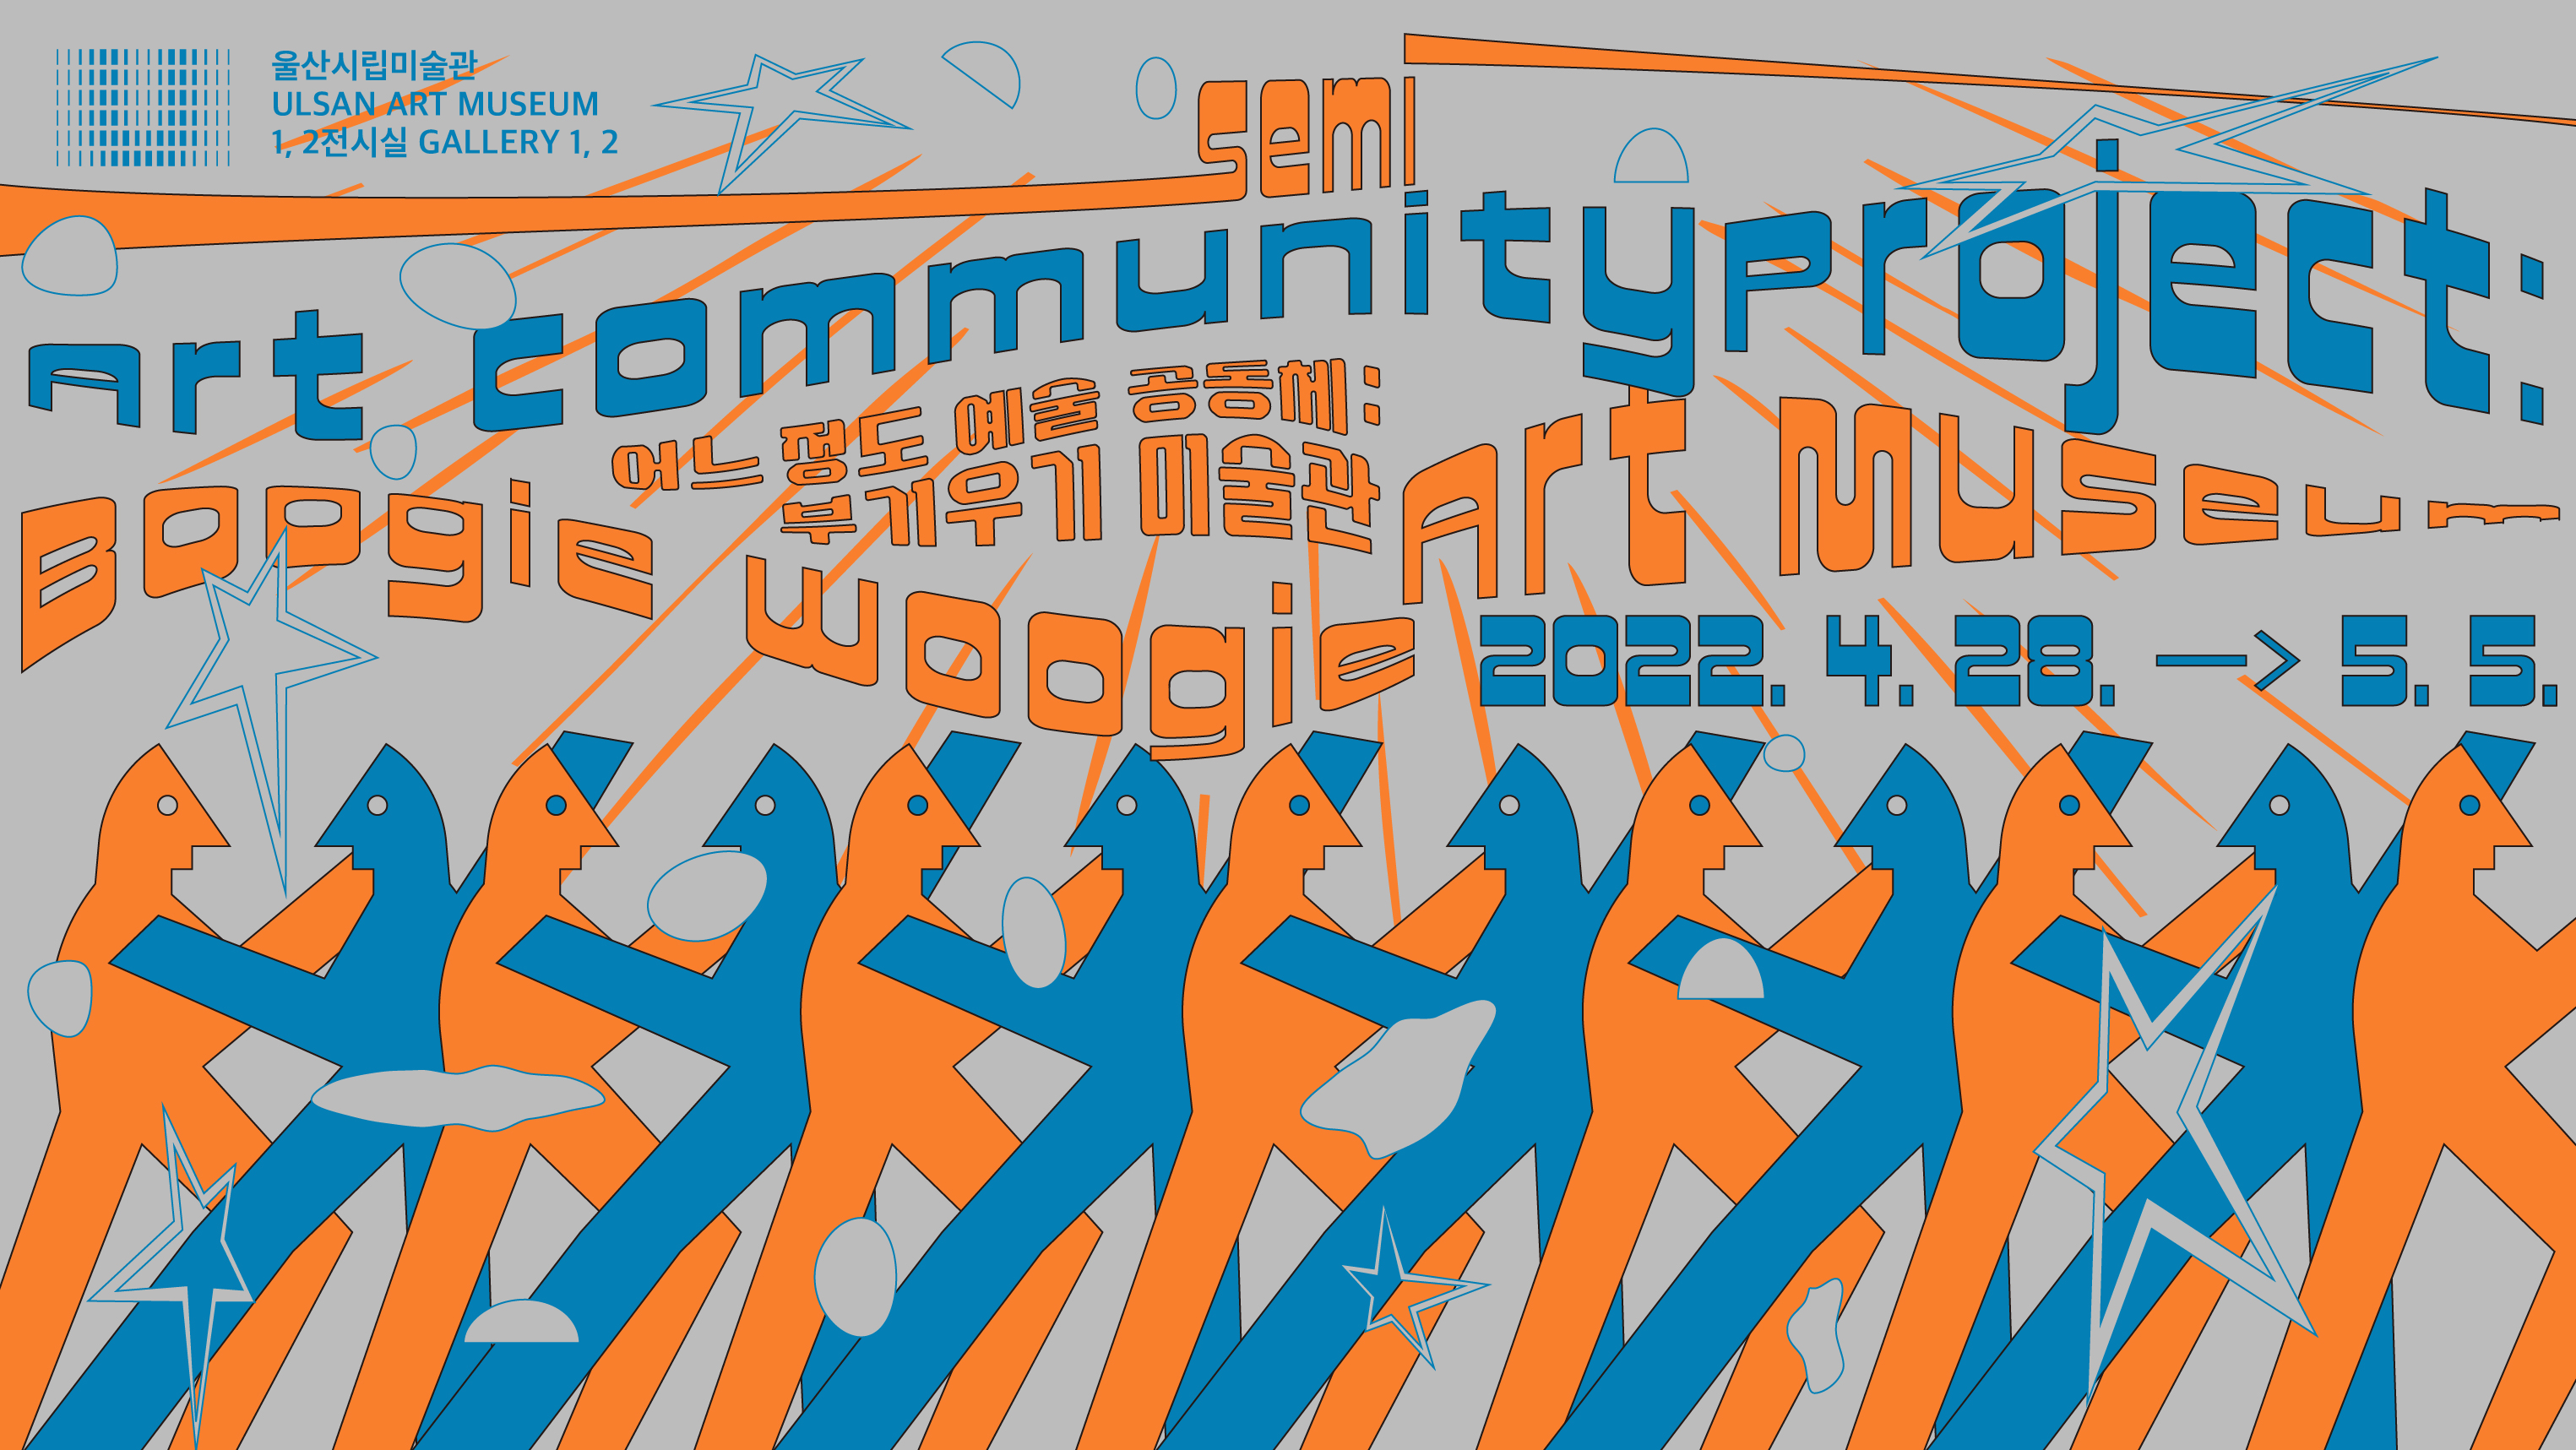 울산시립미술관
ULSAN ART MUSEUM
1, 2전시실 GALLERY 1, 2
semi
Art community Project:
어느 정도 예술 공동체:
부기우기 미술관
Boogie Woogie Art Museum
2022. 4. 28. —> 5. 5.